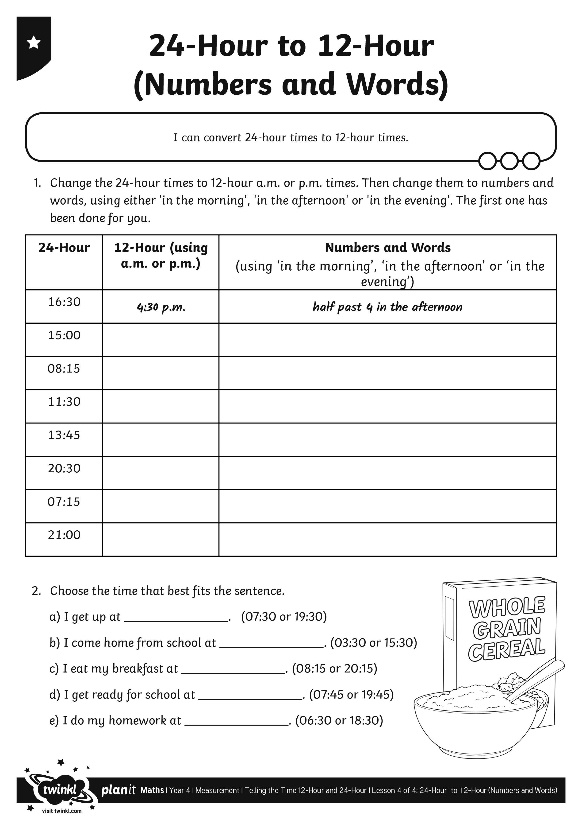 24-Hour to 12-Hour
(Numbers and Words)
I can convert 24-hour times to 12-hour times.
1. Change the 24-hour times to 12-hour a.m. or p.m. times. Then change them to numbers and
words, using either 'in the morning', 'in the afternoon' or 'in the evening'. The first one has
been done for you.
24-Hour 12-Hour (using a.m. or p.m.) Numbers and Words
(using 'in the morning', 'in the afternoon' or 'in the
evening')
16:30 4:30 p.m. half past 4 in the afternoon
15:00
08:15
11:30
13:45
20:30
07:15
21:00
2. Choose the time that best fits the sentence.
a) I get up at ________________. (07:30 or 19:30)
b) I come home from school at ________________. (03:30 or 15:30)
c) I eat my breakfast at ________________. (08:15 or 20:15)
d) I get ready for school at ________________. (07:45 or 19:45)
e) I do my homework at ________________. (06:30 or 18:30)
WHOLE
GRAIN
CEREAL
twinkl
visit twinkl.com
planit Maths | Year 4 | Measurement | Telling the Time 12-Hour and 24-Hour | Lesson 4 of 4: 24-Hour to 12-Hour (Numbers and Words)